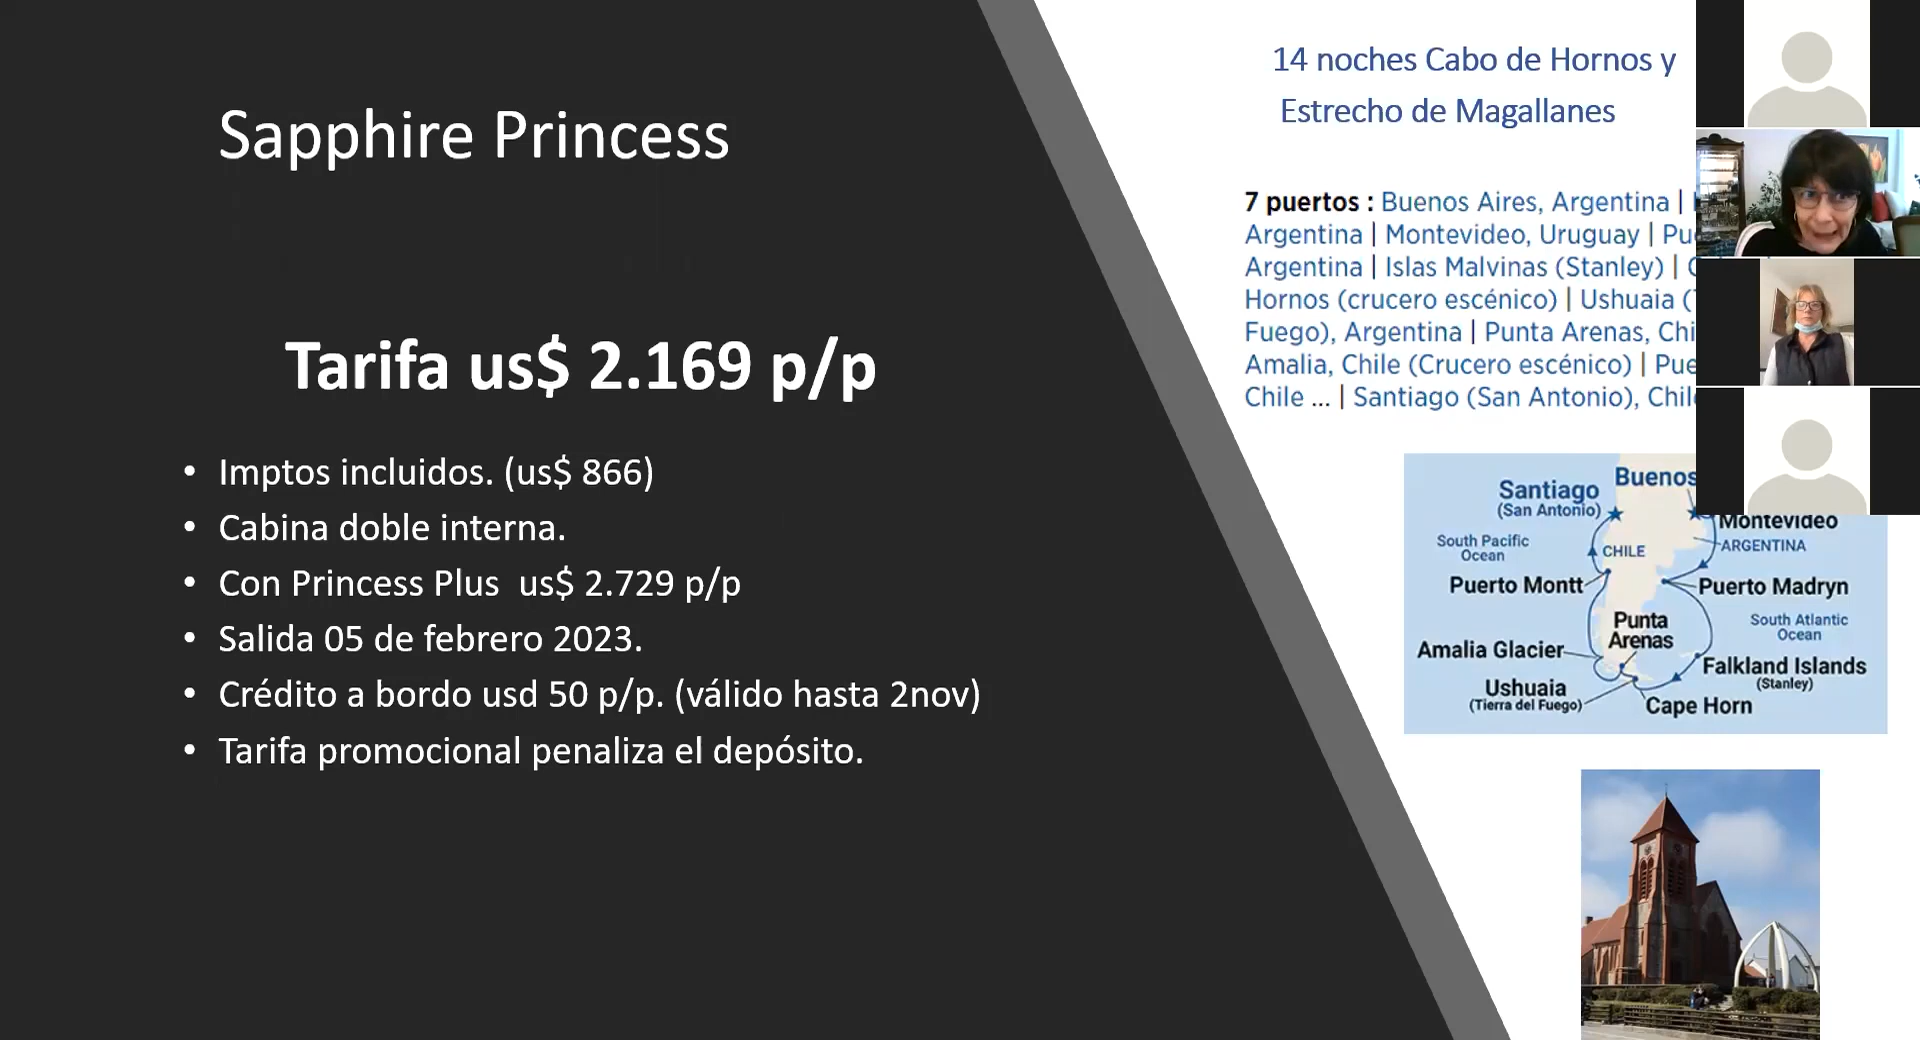 Sapphire Princess
Tarifa us$ 2.169 p/p
• Imptos incluidos. (us$ 866)
• Cabina doble interna.
• Con Princess Plus us$ 2.729 p/p
• Salida 05 de febrero 2023.
• Crédito a bordo usd 50 p/p. (válido hasta 2nov)
• Tarifa promocional penaliza el depósito.
14 noches Cabo de Hornos y
Estrecho de Magallanes
7 puertos : Buenos Aires, Argentina |
Argentina | Montevideo, Uruguay |
Argentina | Islas Malvinas (Stanley) |
Hornos (crucero escénico) | Ushuaia
Fuego), Argentina | Punta Arenas,
Amalia, Chile (Crucero escénico) |
Chile ... | Santiago (San Antonio),
Santiago
(San Antonio)
Buenos
Montevideo
South Pacific
Ocean
CHILE
ARGENTINA
Puerto Montt
Puerto Madryn
Punta
Arenas
South Atlantic
Ocean
Amalia Glacier
Falkland Islands
(Stanley)
Ushuaia
(Tierra del Fuego)
Cape Horn